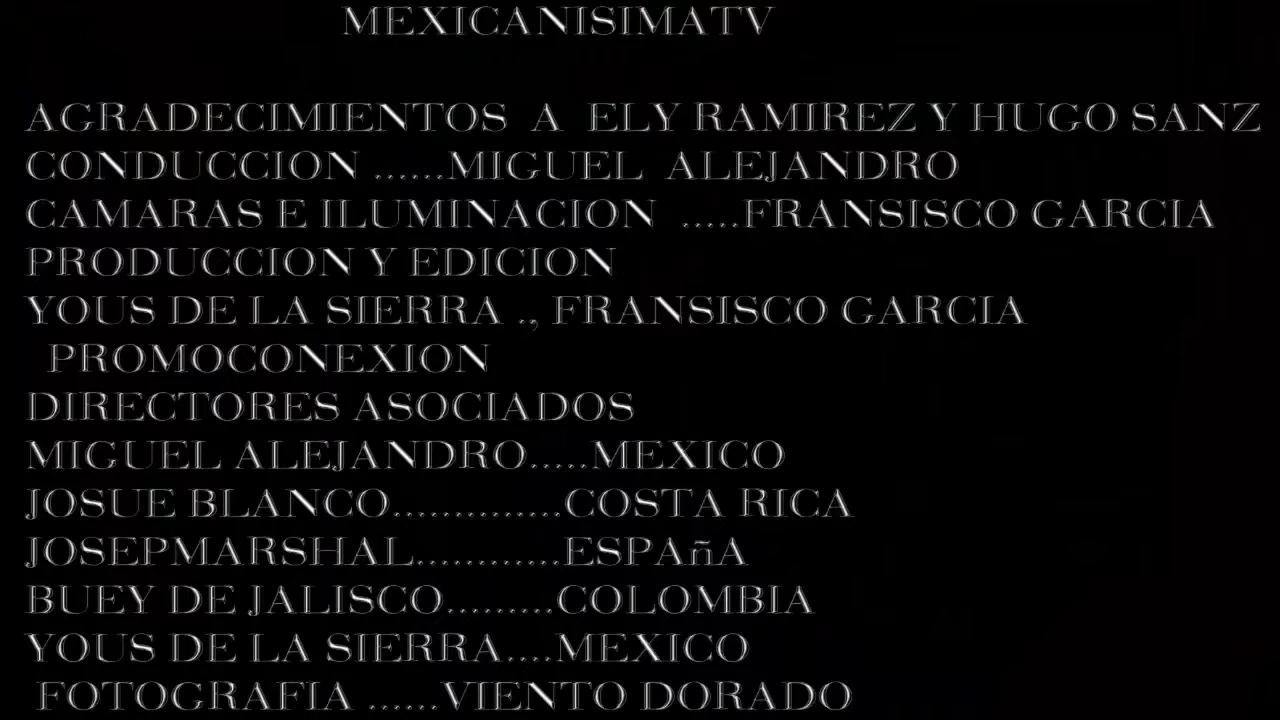 MEXICANISIMATV
AGRADECIMIENTOS A ELY RAMIREZ Y HUGO SANZ
CONDUCCION ......MIGUEL ALEJANDRO
CAMARAS E ILUMINACION .....FRANSISCO GARCIA
PRODUCCION Y EDICION
YOUS DE LA SIERRA ., FRANSISCO GARCIA
PROMOCONEXION
DIRECTORES ASOCIADOS
MIGUEL ALEJANDRO.....MEXICO
JOSUE BLANCO..............COSTA RICA
JOSEPMARSHAL............ESPAñA
BUEY DE JALISCO.........COLOMBIA
YOUS DE LA SIERRA....MEXICO
FOTOGRAFIA ......VIENTO DORADO